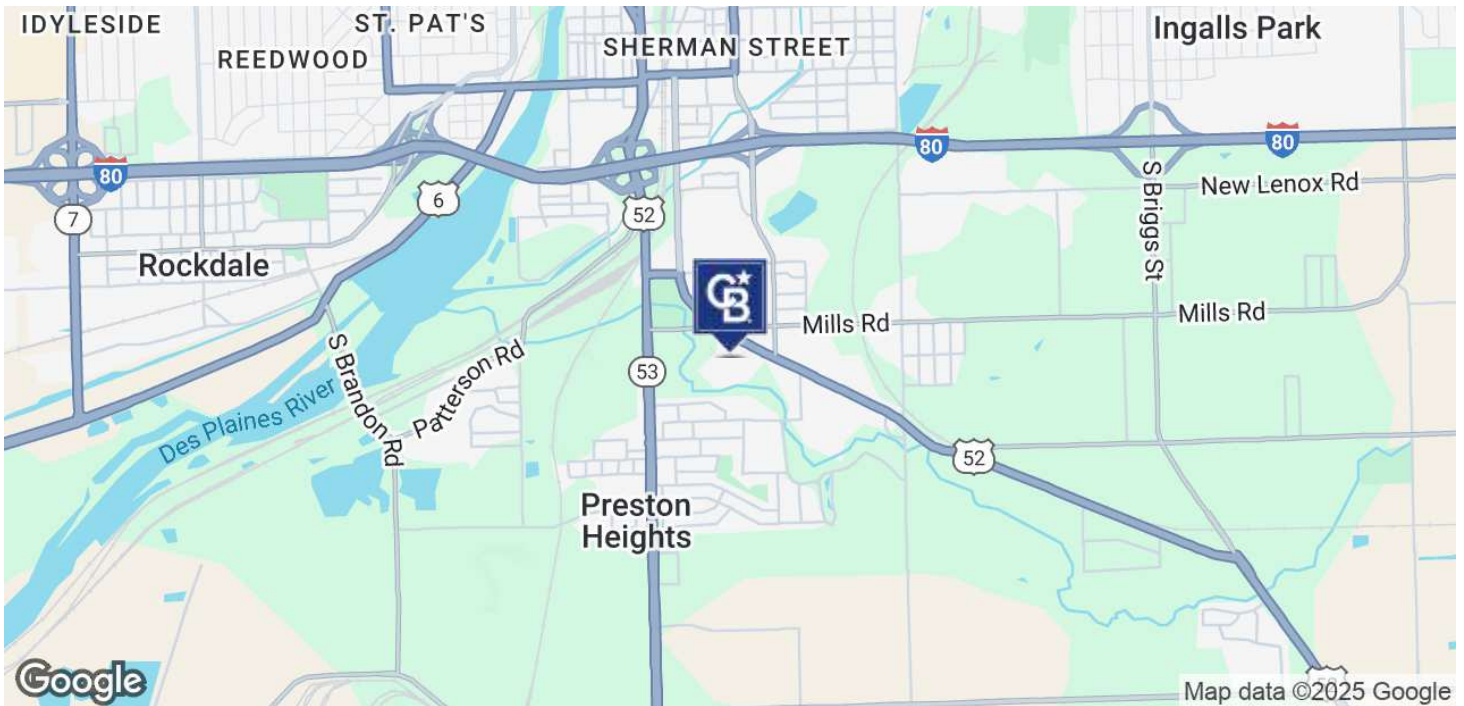 IDYLESIDE
ST. PAT'S
REEDWOOD
SHERMAN STREET
Ingalls Park
80
80
80
7
6
52
S Briggs St
New Lenox Rd
Rockdale
CB
Mills Rd
Mills Rd
S Brandon Rd
Patterson Rd
53
Des Plaines River
52
Preston
Heights
Google
Map data ©2025 Google